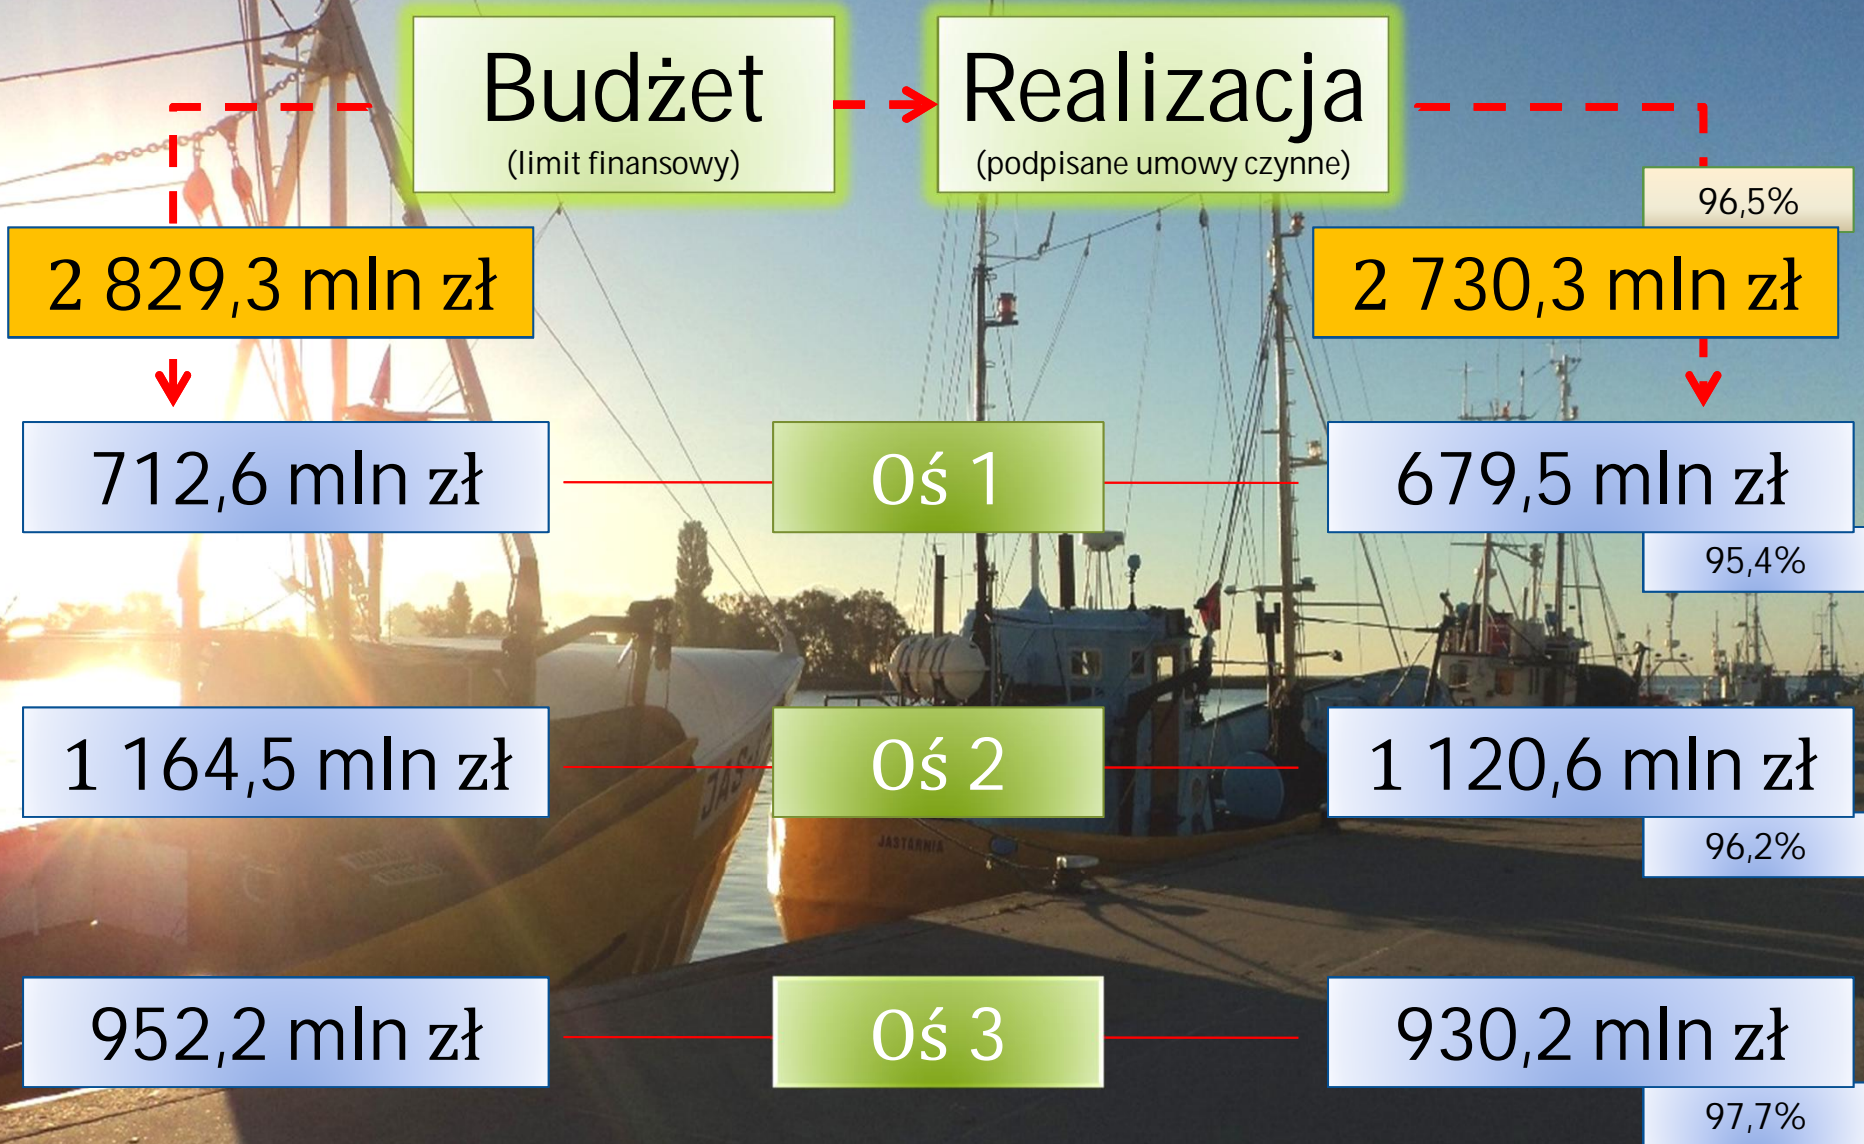 Budżet
(limit finansowy)
Realizacja
(podpisane umowy czynne)
96,5%
2 829,3 mln zł
2 730,3 mln zł
712,6 mln zł
Oś 1
679,5 mln zł
95,4%
1 164,5 mln zł
Oś 2
1 120,6 mln zł
96,2%
JAS
JASTARNIA
952,2 mln zł
Oś 3
930,2 mln zł
97,7%